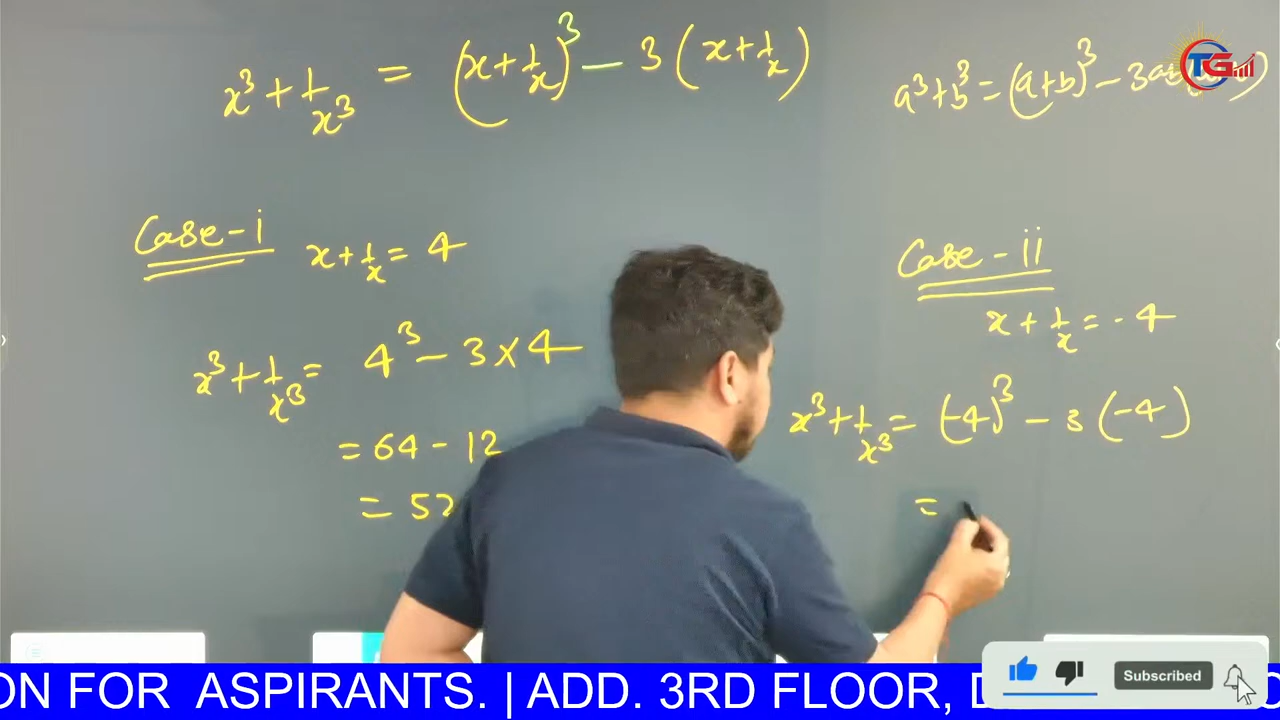 x³ + 1/x³ = (x + 1/x)³ − 3(x + 1/x)
a³ + b³ = (a+b)³ − 3ab
TG
Case - i
x + 1/x = 4
x³ + 1/x³ = 4³ − 3 × 4
= 64 − 12
= 52
Case - ii
x + 1/x = -4
x³ + 1/x³ = (-4)³ − 3(-4)
=
Subscribed
ON FOR ASPIRANTS. | ADD. 3RD FLOOR,